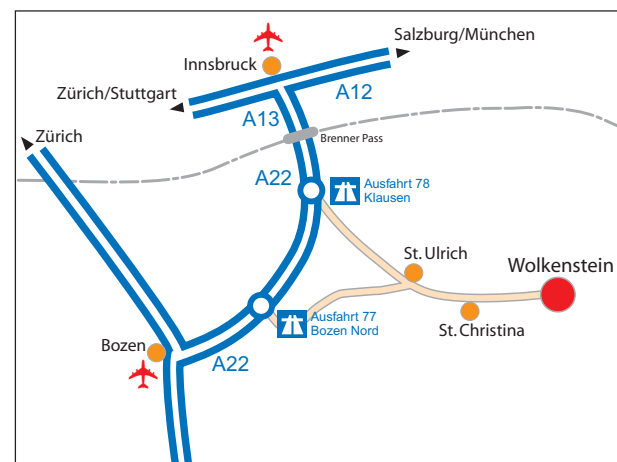 Salzburg/München
Innsbruck
Zürich/Stuttgart
A12
A13
Zürich
Brenner Pass
A22
Ausfahrt 78
Klausen
St. Ulrich
Wolkenstein
Ausfahrt 77
Bozen Nord
St. Christina
Bozen
A22